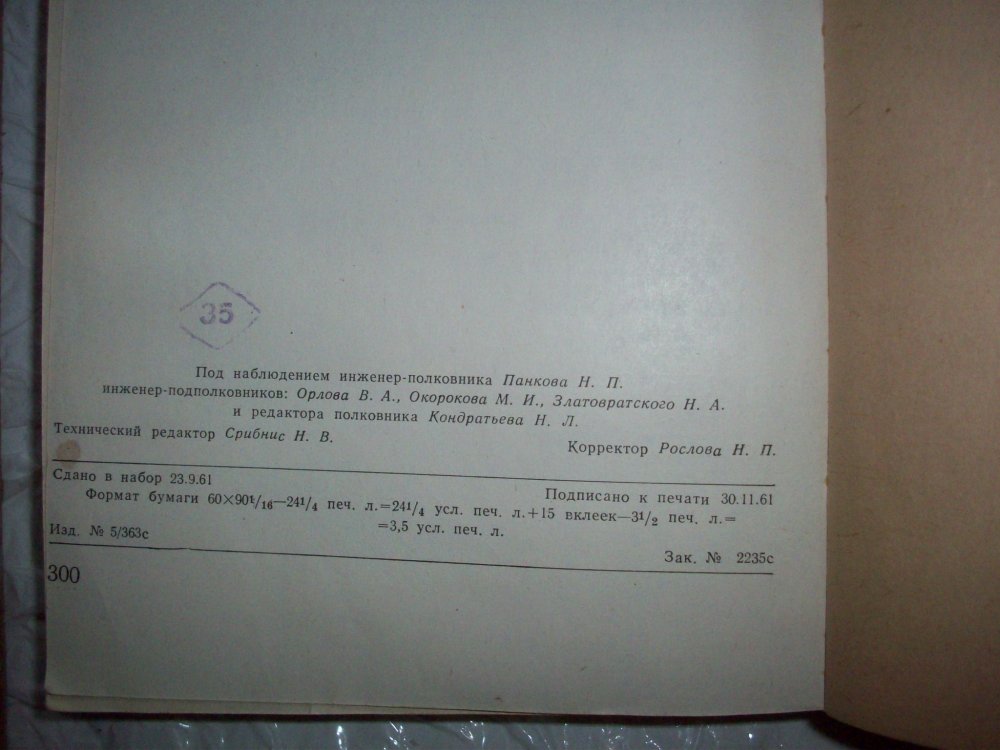 35
Под наблюдением инженер-полковника Панкова Н. П.
инженер-подполковников: Орлова В. А., Окорокова М. И., Златовратского Н. А.
и редактора полковника Кондратьева Н. Л.
Технический редактор Срибнис Н. В. Корректор Рослова Н. П.
Сдано в набор 23.9.61 Подписано к печати 30.11.61
Формат бумаги 60×90¹/₁₆—24¹/₄ печ. л.=24¹/₄ усл. печ. л.+15 вклеек—3¹/₂ печ. л.=
=3,5 усл. печ. л.
Изд. № 5/363с Зак. № 2235с
300